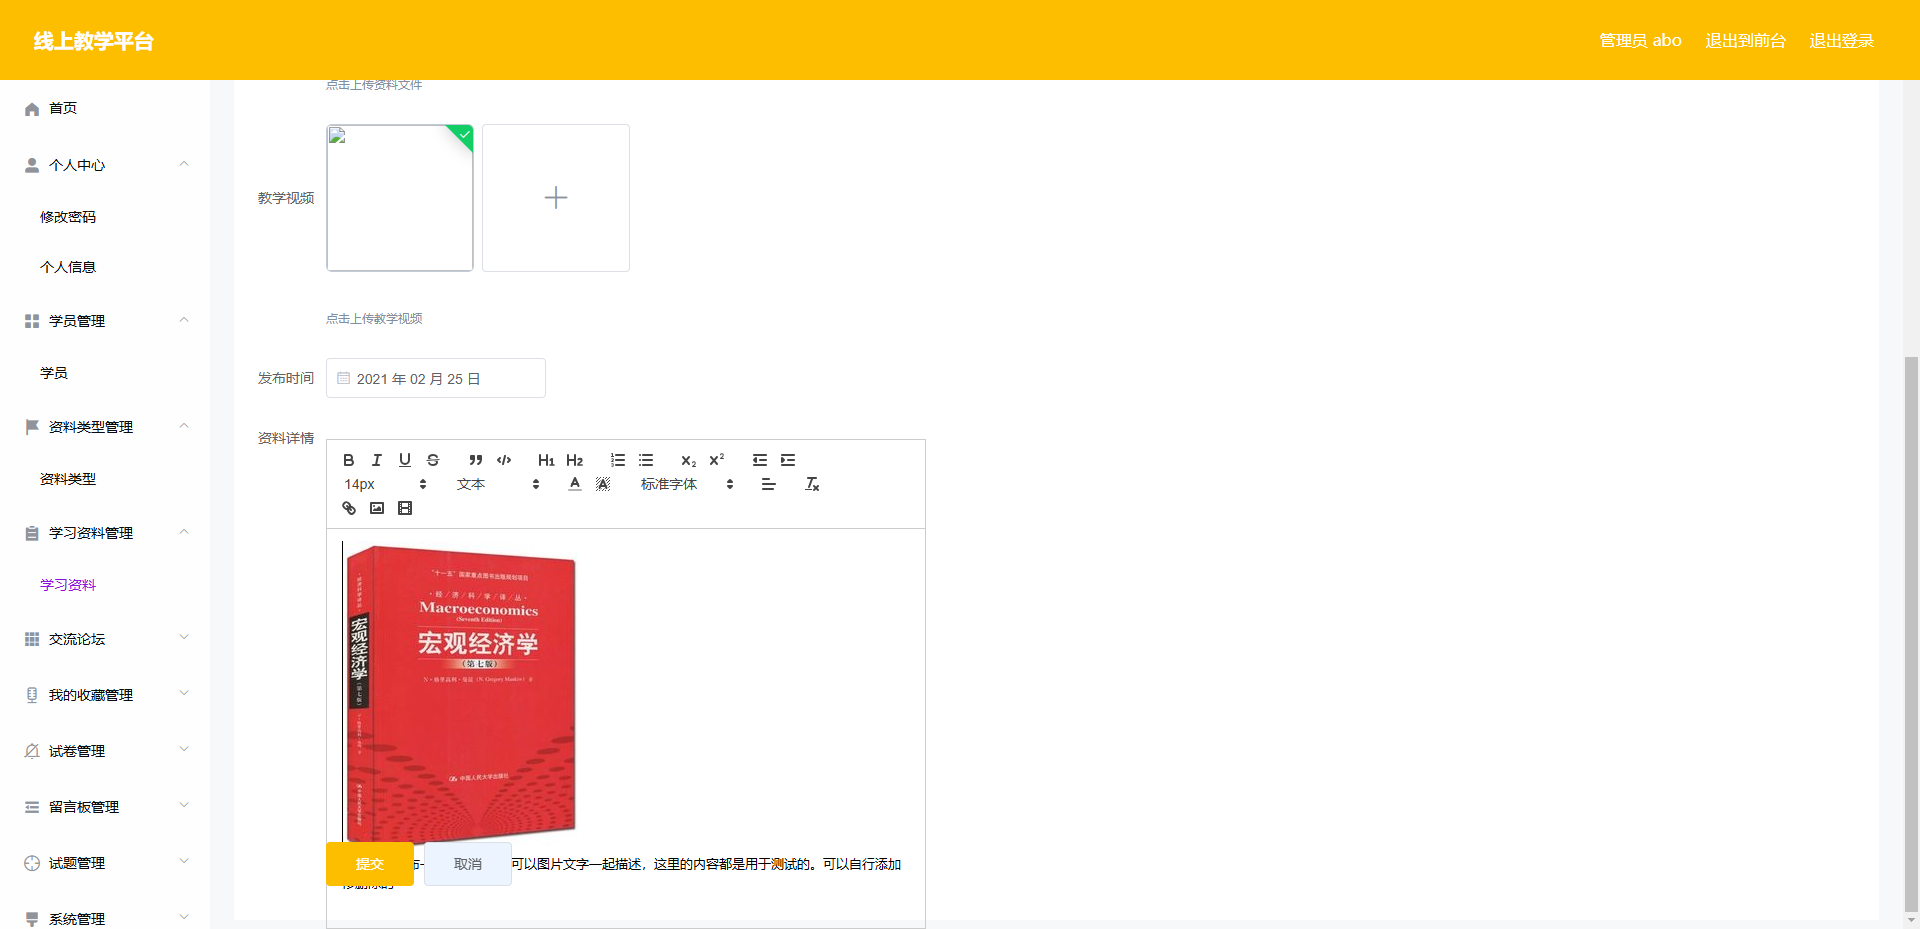 线上教学平台
管理员 abo
退出到前台
退出登录
首页
个人中心
修改密码
个人信息
学员管理
学员
资料类型管理
资料类型
学习资料管理
学习资料
交流论坛
我的收藏管理
试卷管理
留言板管理
试题管理
系统管理
点击上传资料文件
教学视频
点击上传教学视频
发布时间
2021 年 02 月 25 日
资料详情
14px
文本
标准字体
"十一五"国家重点图书出版规划项目
·经/济/科/学/译/丛·
Macroeconomics
(Seventh Edition)
宏观经济学
(第七版)
N·格里高利·曼昆 (N. Gregory Mankiw) 著
中国人民大学出版社
宏观经济学
提交
取消
可以图片文字一起描述，这里的内容都是用于测试的。可以自行添加